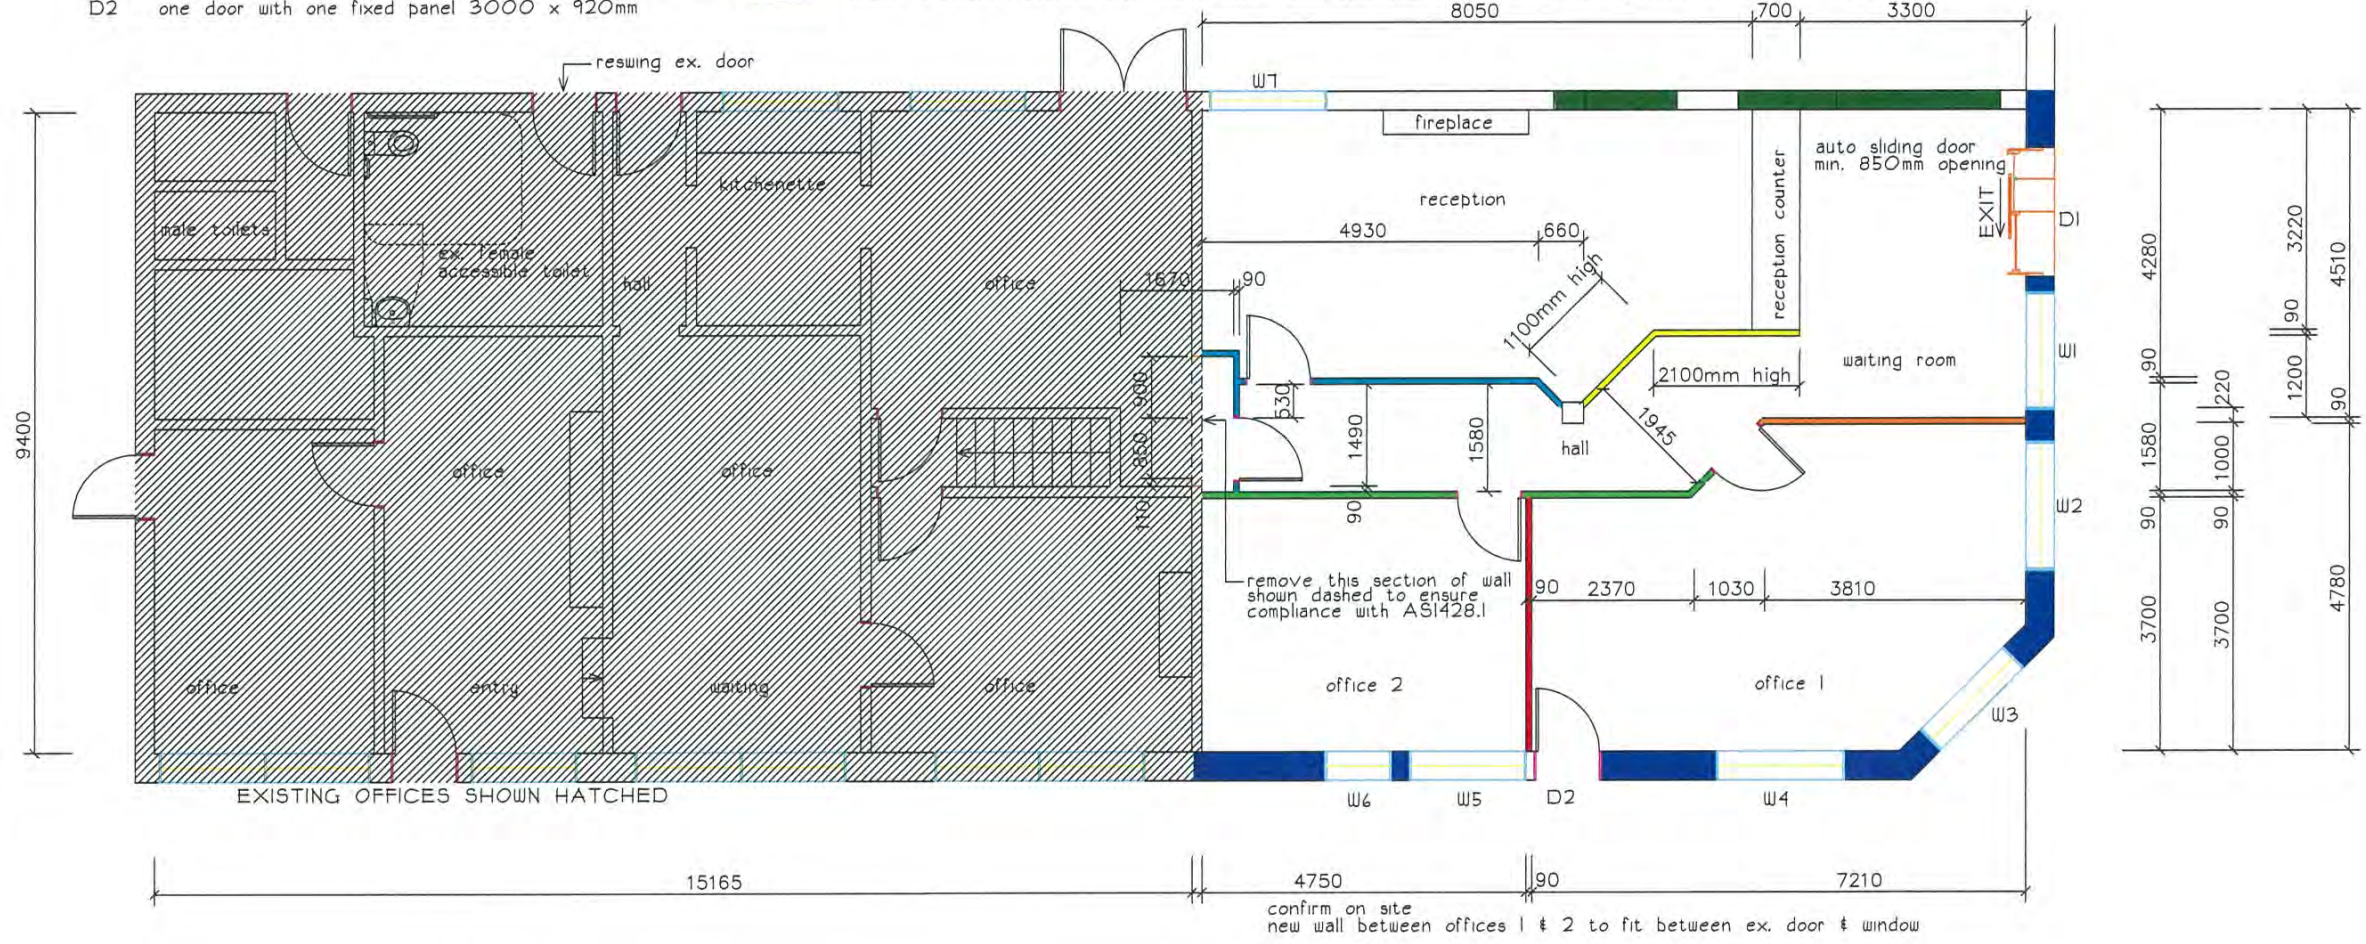 D2 one door with one fixed panel 3000 x 920mm
8050
700
3300
reswing ex. door
W7
fireplace
auto sliding door
min. 850mm opening
kitchenette
reception
reception counter
EXIT
D1
male toilets
4930
660
ex. female
accessible toilet
hall
office
1670
90
1100mm high
4280
3220
4510
90
waiting room
W1
2100mm high
900
530
90
220
1200
90
9400
office
office
850
1490
1580
1945
hall
1580
1000
110
90
W2
90
90
remove this section of wall
shown dashed to ensure
compliance with AS1428.1
90
2370
1030
3810
3700
3700
4780
office
entry
waiting
office
office 2
office 1
W3
EXISTING OFFICES SHOWN HATCHED
W6
W5
D2
W4
15165
4750
90
7210
confirm on site
new wall between offices 1 & 2 to fit between ex. door & window